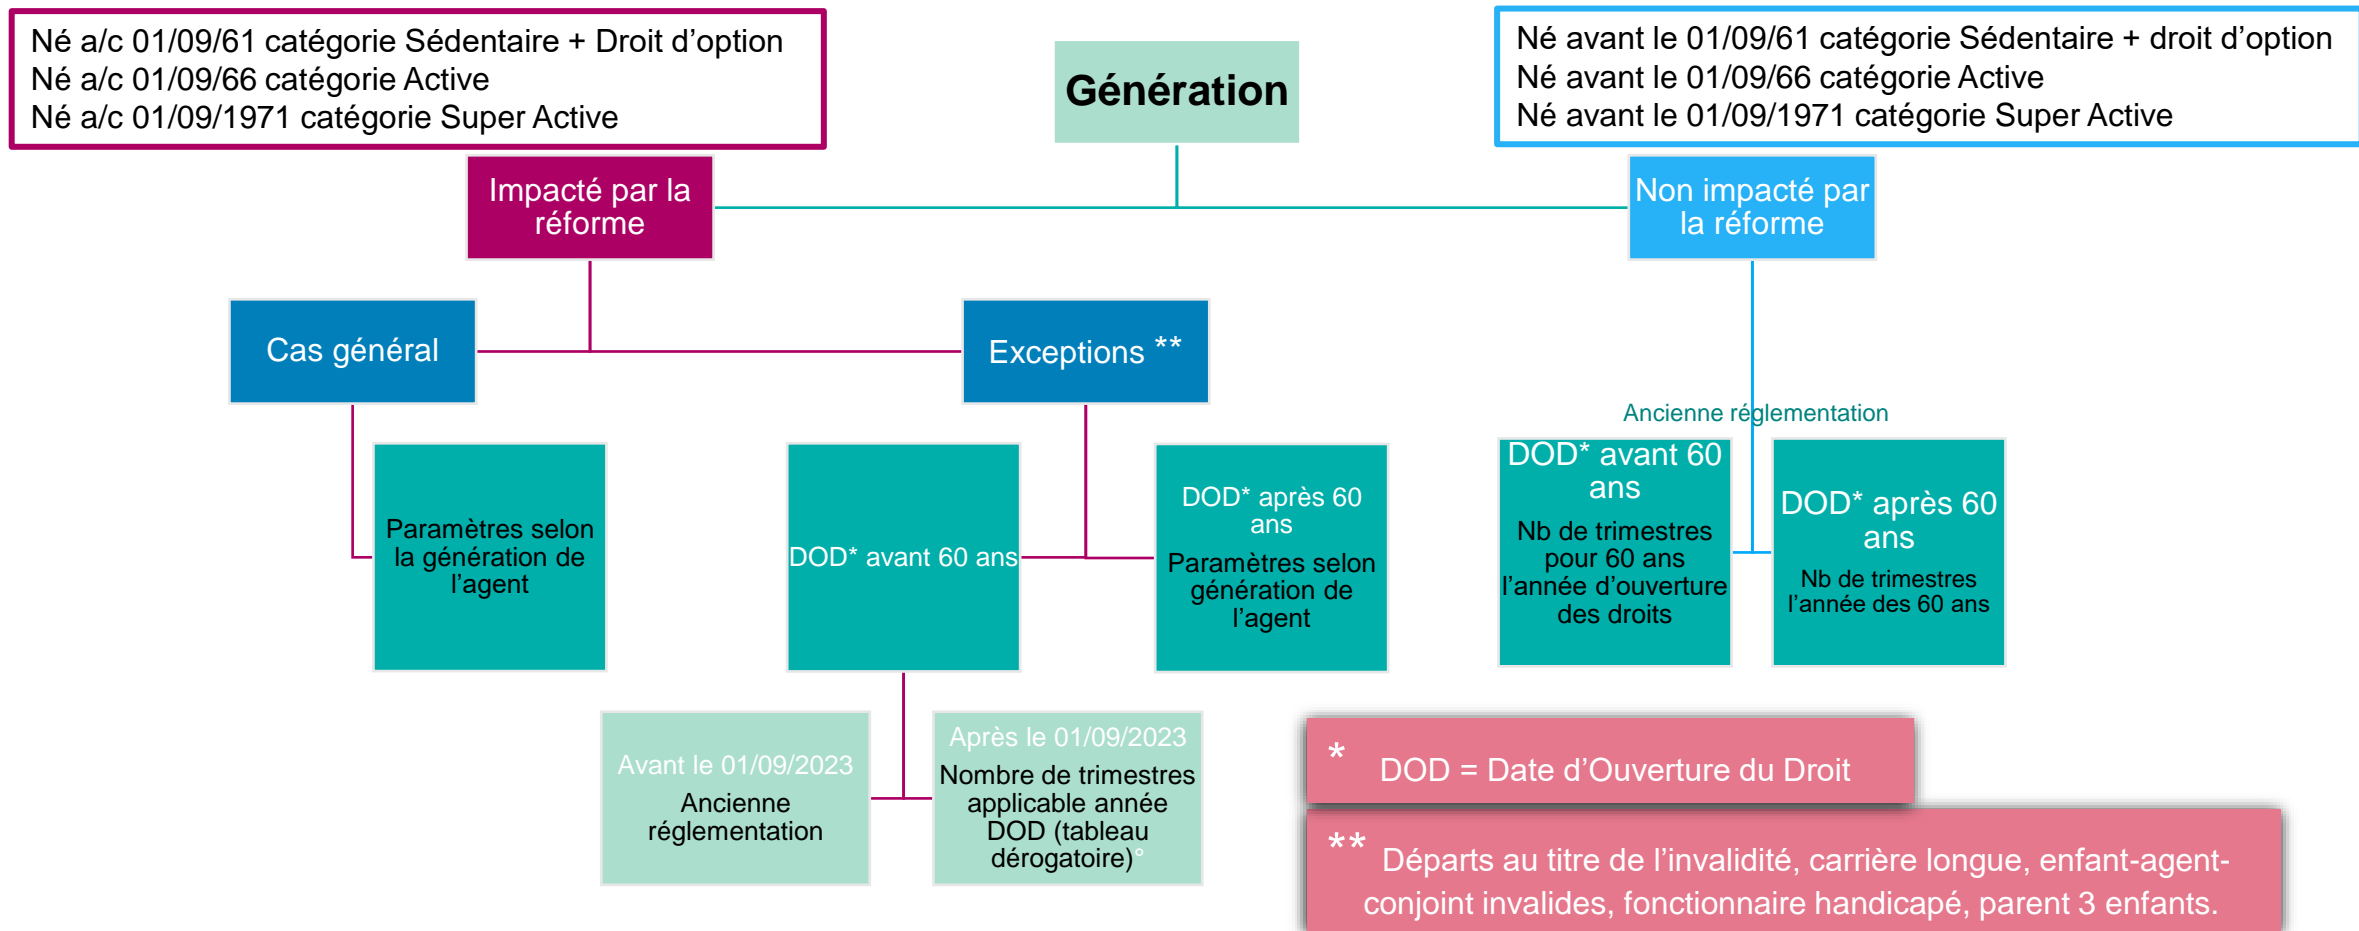 Né a/c 01/09/61 catégorie Sédentaire + Droit d’option
Né a/c 01/09/66 catégorie Active
Né a/c 01/09/1971 catégorie Super Active
Génération
Né avant le 01/09/61 catégorie Sédentaire + droit d’option
Né avant le 01/09/66 catégorie Active
Né avant le 01/09/1971 catégorie Super Active
Impacté par la
réforme
Non impacté par
la réforme
Cas général
Exceptions **
Ancienne réglementation
Paramètres selon
la génération de
l’agent
DOD* avant 60 ans
DOD* après 60
ans
Paramètres selon
génération de
l’agent
DOD* avant 60
ans
Nb de trimestres
pour 60 ans
l’année d’ouverture
des droits
DOD* après 60
ans
Nb de trimestres
l’année des 60 ans
Avant le 01/09/2023
Ancienne
réglementation
Après le 01/09/2023
Nombre de trimestres
applicable année
DOD (tableau
dérogatoire)°
* DOD = Date d’Ouverture du Droit
** Départs au titre de l’invalidité, carrière longue, enfant-agent-
conjoint invalides, fonctionnaire handicapé, parent 3 enfants.